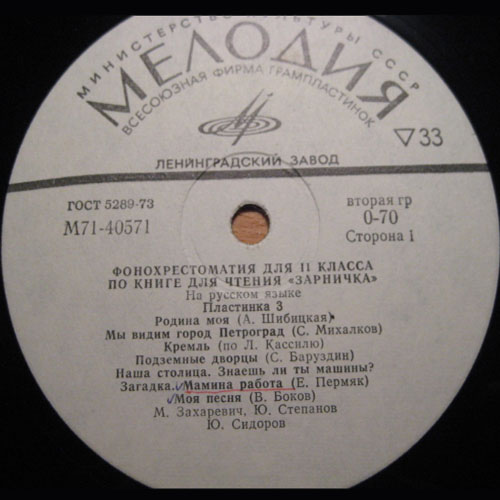 МИНИСТЕРСТВО КУЛЬТУРЫ СССР
МЕЛОДИЯ
ВСЕСОЮЗНАЯ ФИРМА ГРАМПЛАСТИНОК
▽33
ЛЕНИНГРАДСКИЙ ЗАВОД
ГОСТ 5289-73
М71-40571
вторая гр
0-70
Сторона 1
ФОНОХРЕСТОМАТИЯ ДЛЯ II КЛАССА
ПО КНИГЕ ДЛЯ ЧТЕНИЯ «ЗАРНИЧКА»
На русском языке
Пластинка 3
Родина моя (А. Шибицкая)
Мы видим город Петроград (С. Михалков)
Кремль (по Л. Кассилю)
Подземные дворцы (С. Баруздин)
Наша столица. Знаешь ли ты машины?
Загадка. Мамина работа (Е. Пермяк)
Моя песня (В. Боков)
М. Захаревич, Ю. Степанов
Ю. Сидоров